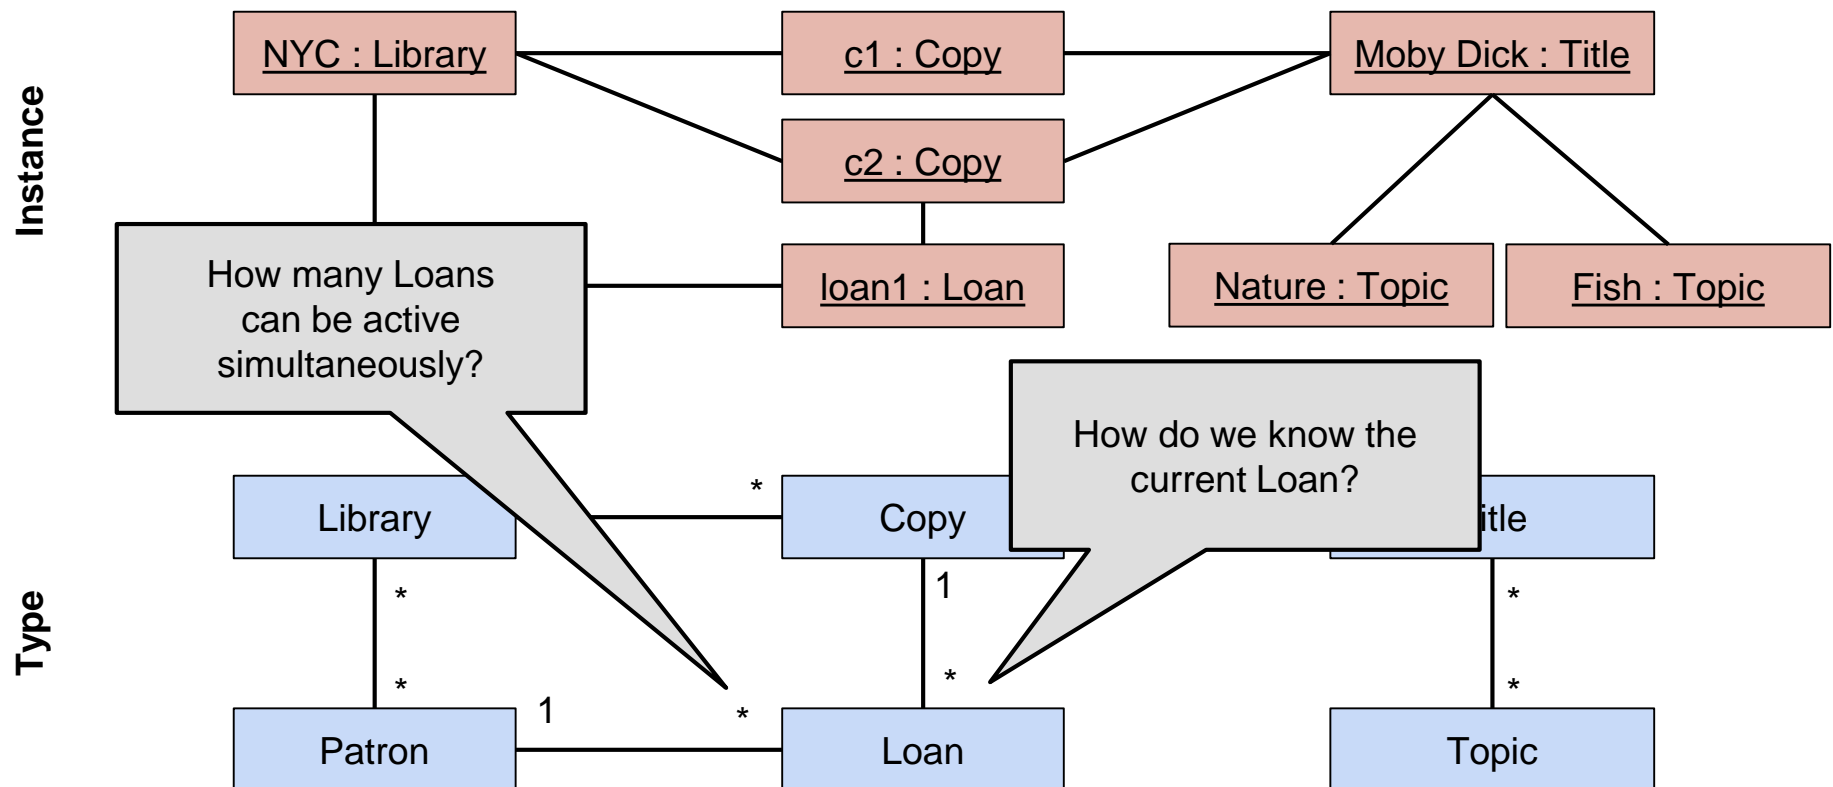 Instance
NYC : Library
c1 : Copy
Moby Dick : Title
c2 : Copy
loan1 : Loan
Nature : Topic
Fish : Topic
How many Loans
can be active
simultaneously?
How do we know the
current Loan?
Type
Library
*
Copy
itle
*
1
*
*
*
*
1
*
Patron
Loan
Topic